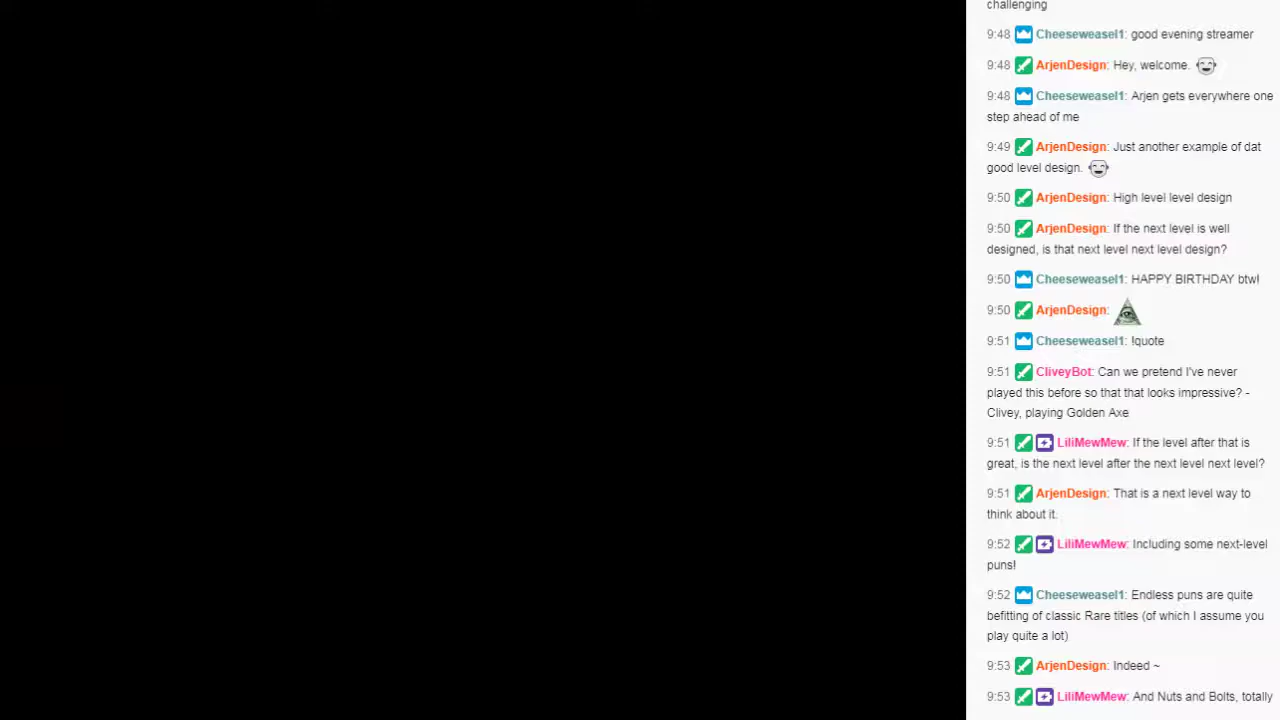 challenging
9:48 Cheeseweasel1: good evening streamer
9:48 ArjenDesign: Hey, welcome.
9:48 Cheeseweasel1: Arjen gets everywhere one
step ahead of me
9:49 ArjenDesign: Just another example of dat
good level design.
9:50 ArjenDesign: High level level design
9:50 ArjenDesign: If the next level is well
designed, is that next level next level design?
9:50 Cheeseweasel1: HAPPY BIRTHDAY btw!
9:50 ArjenDesign:
9:51 Cheeseweasel1: !quote
9:51 CliveyBot: Can we pretend I've never
played this before so that that looks impressive? -
Clivey, playing Golden Axe
9:51 LiliMewMew: If the level after that is
great, is the next level after the next level next level?
9:51 ArjenDesign: That is a next level way to
think about it.
9:52 LiliMewMew: Including some next-level
puns!
9:52 Cheeseweasel1: Endless puns are quite
befitting of classic Rare titles (of which I assume you
play quite a lot)
9:53 ArjenDesign: Indeed ~
9:53 LiliMewMew: And Nuts and Bolts, totally